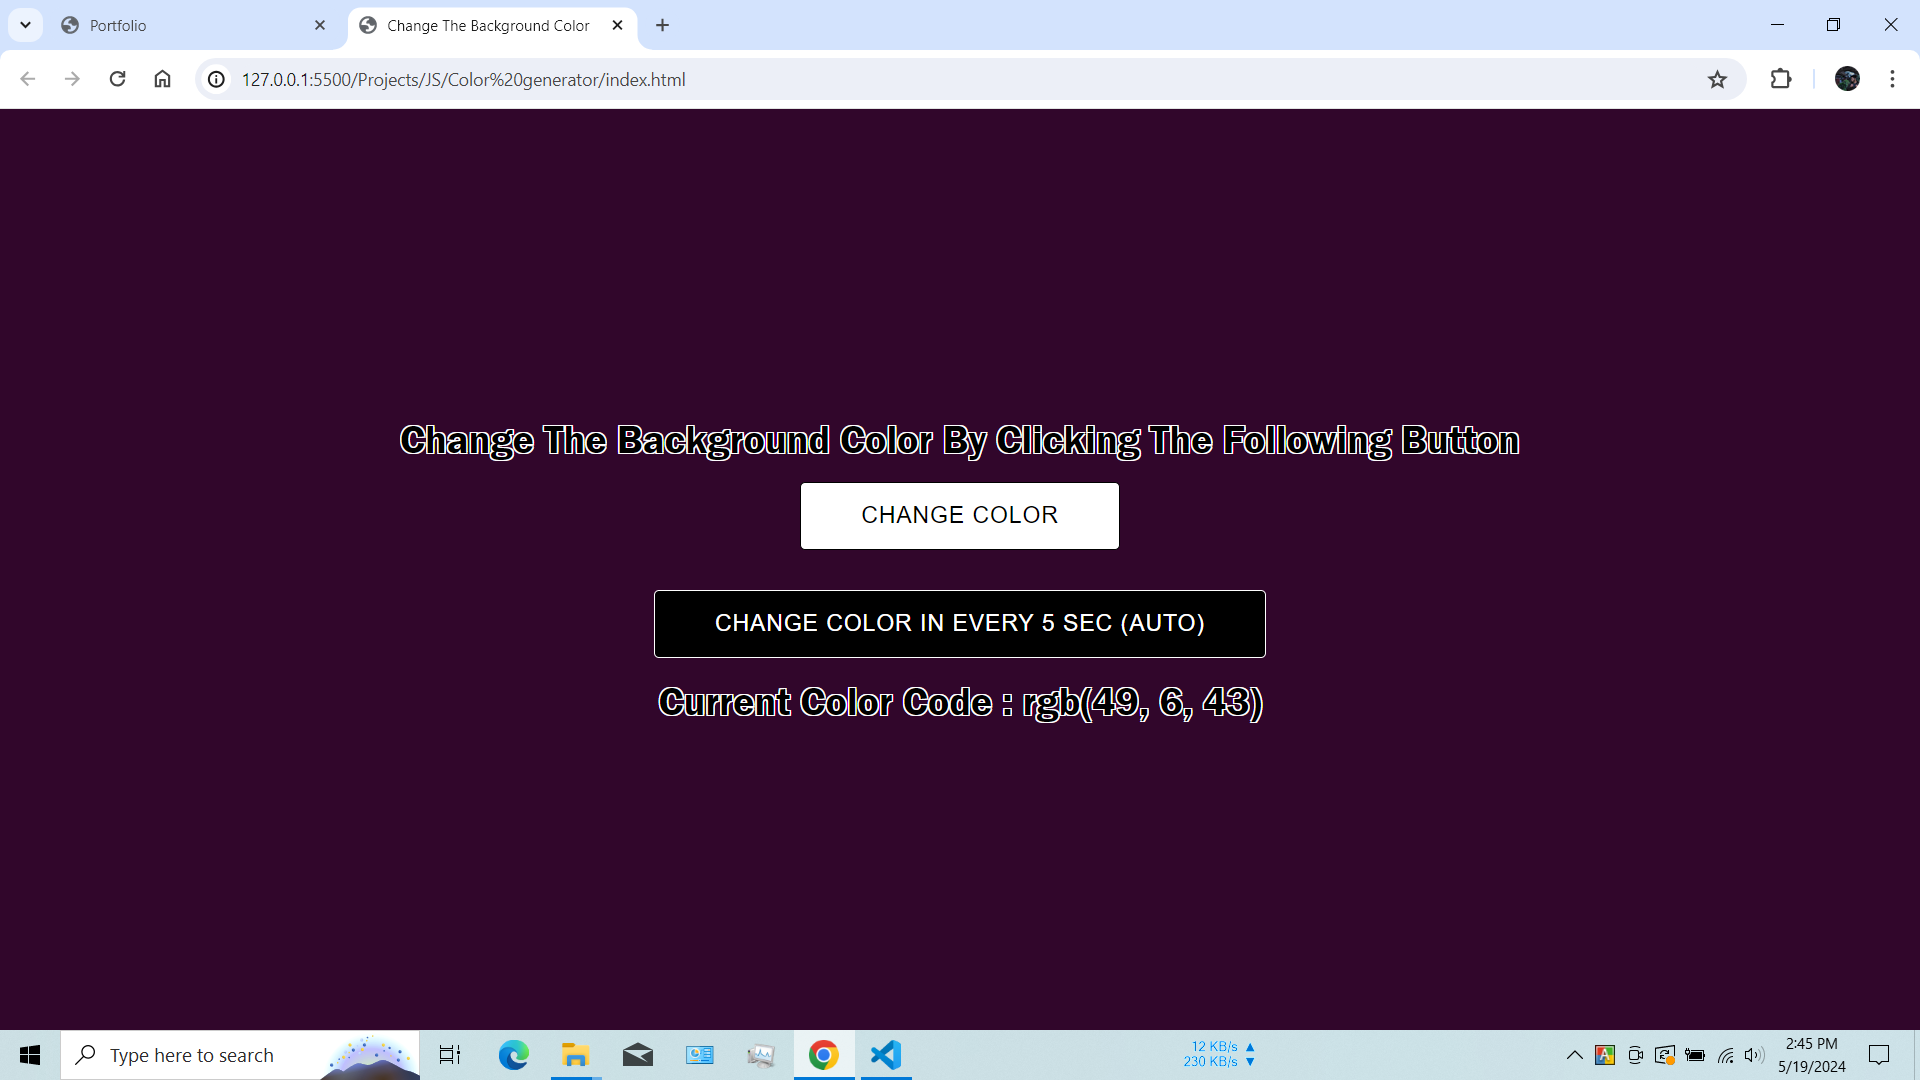 Portfolio
Change The Background Color
127.0.0.1:5500/Projects/JS/Color%20generator/index.html
Change The Background Color By Clicking The Following Button
CHANGE COLOR
CHANGE COLOR IN EVERY 5 SEC (AUTO)
Current Color Code : rgb(49, 6, 43)
Type here to search
12 KB/s
230 KB/s
2:45 PM
5/19/2024